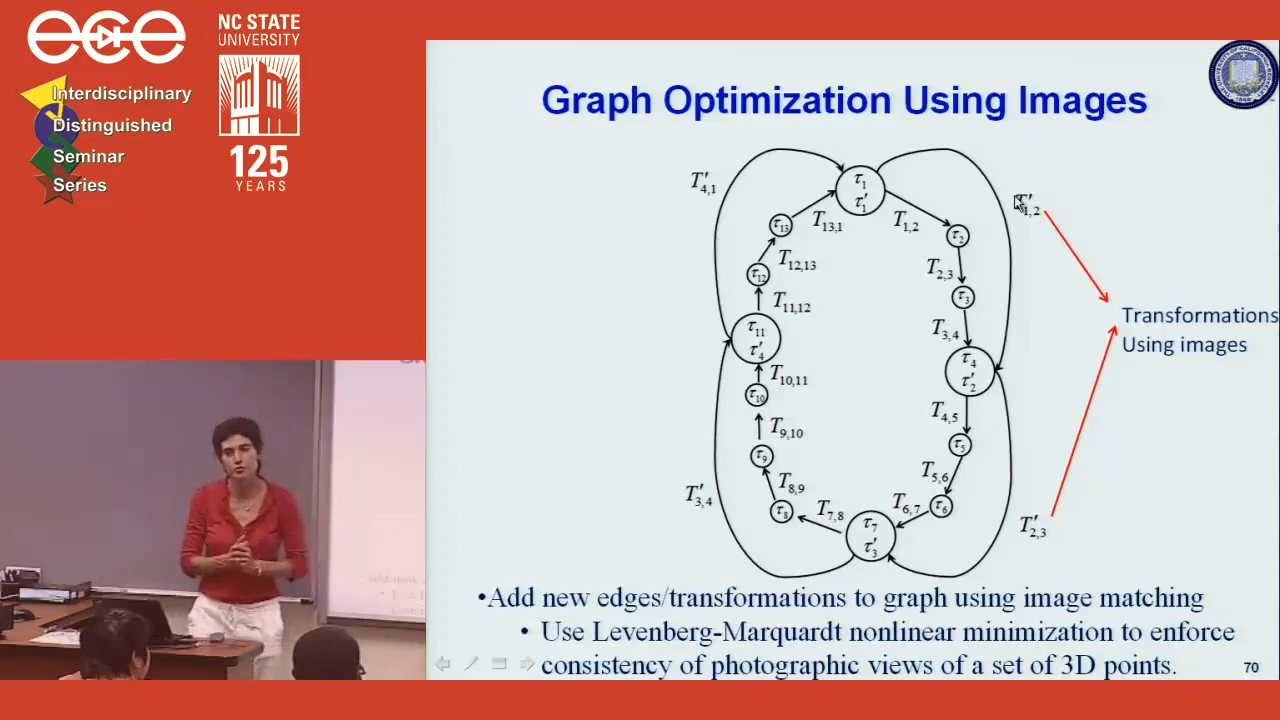 ece
NC STATE
UNIVERSITY
Interdisciplinary
Distinguished
Seminar
Series
125
YEARS
Graph Optimization Using Images
T′4,1
τ1
τ′1
T′1,2
τ13
T13,1
T1,2
τ2
τ12
T12,13
T2,3
τ3
T11,12
Transformations
Using images
τ11
τ′4
T3,4
τ4
τ′2
T10,11
τ10
T4,5
T9,10
τ5
τ9
T5,6
T8,9
T′3,4
τ8
T7,8
T6,7
τ6
τ7
τ′3
T′2,3
•Add new edges/transformations to graph using image matching
• Use Levenberg-Marquardt nonlinear minimization to enforce
consistency of photographic views of a set of 3D points.
70